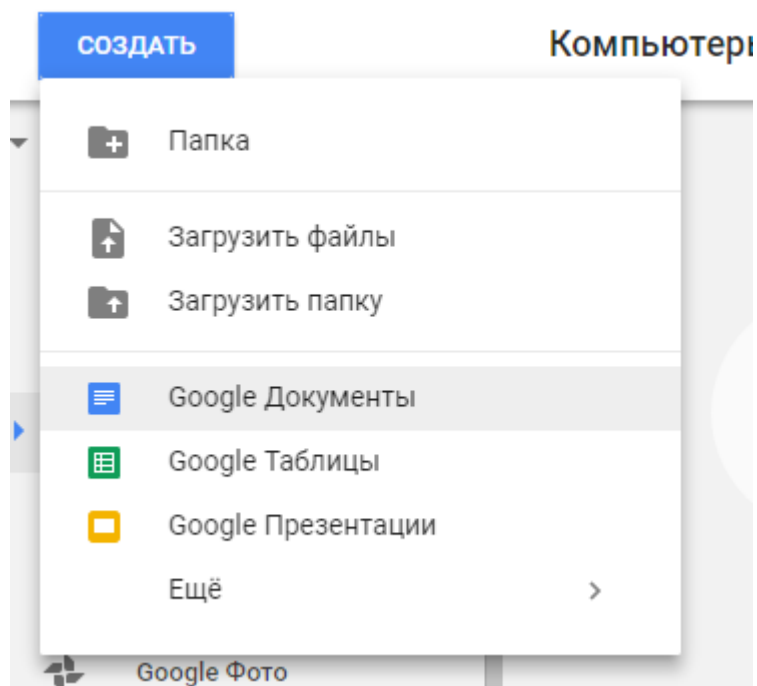 СОЗДАТЬ
Компьютеры
Папка
Загрузить файлы
Загрузить папку
Google Документы
Google Таблицы
Google Презентации
Ещё
Google Фото